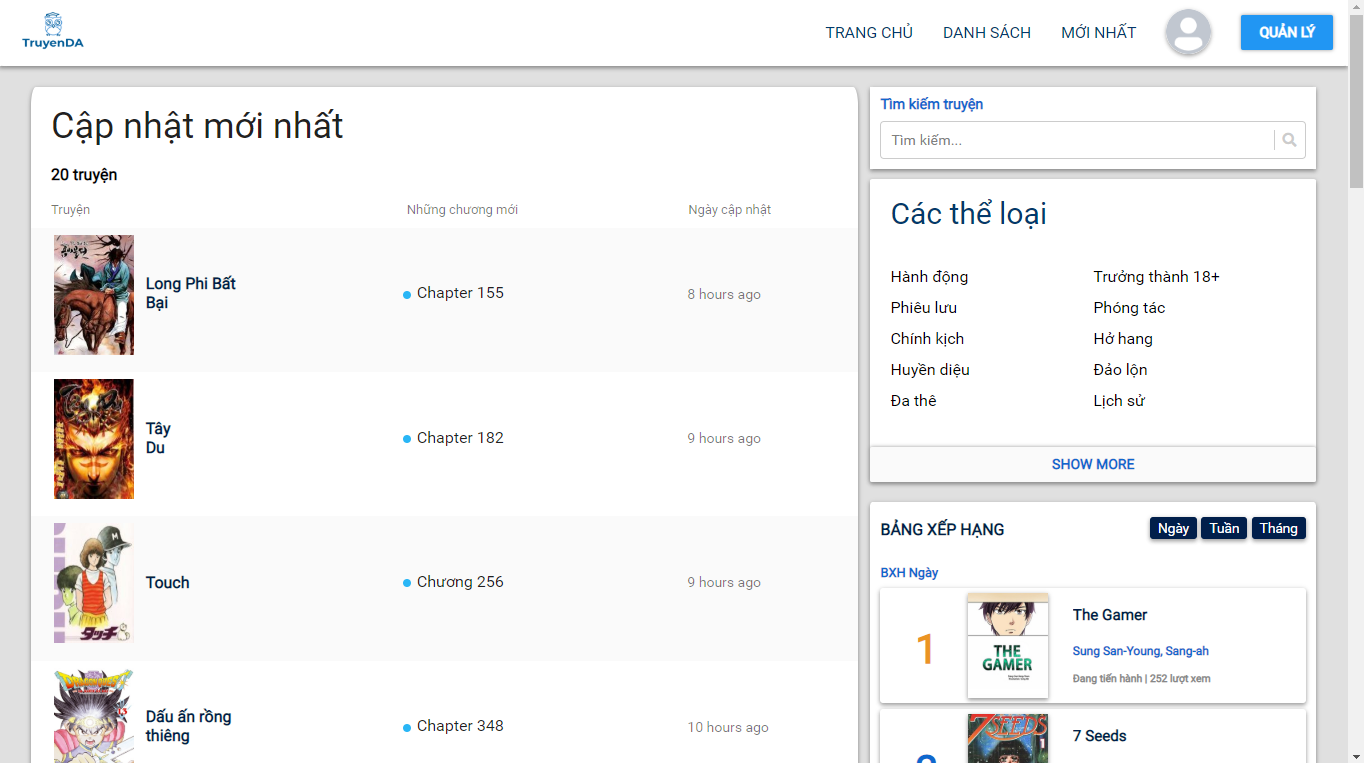 TruyenDA
TRANG CHỦ
DANH SÁCH
MỚI NHẤT
QUẢN LÝ
Cập nhật mới nhất
20 truyện
Truyện
Những chương mới
Ngày cập nhật
Long Phi Bất
Bại
Chapter 155
8 hours ago
Tây
Du
Chapter 182
9 hours ago
Touch
Chương 256
9 hours ago
タッチ
Dấu ấn rồng
thiêng
Chapter 348
10 hours ago
Tìm kiếm truyện
Tìm kiếm...
Các thể loại
Hành động
Trưởng thành 18+
Phiêu lưu
Phóng tác
Chính kịch
Hở hang
Huyền diệu
Đảo lộn
Đa thê
Lịch sử
SHOW MORE
BẢNG XẾP HẠNG
Ngày
Tuần
Tháng
BXH Ngày
1
THE
GAMER
The Gamer
Sung San-Young, Sang-ah
Đang tiến hành | 252 lượt xem
7 SEEDS
1
7 Seeds